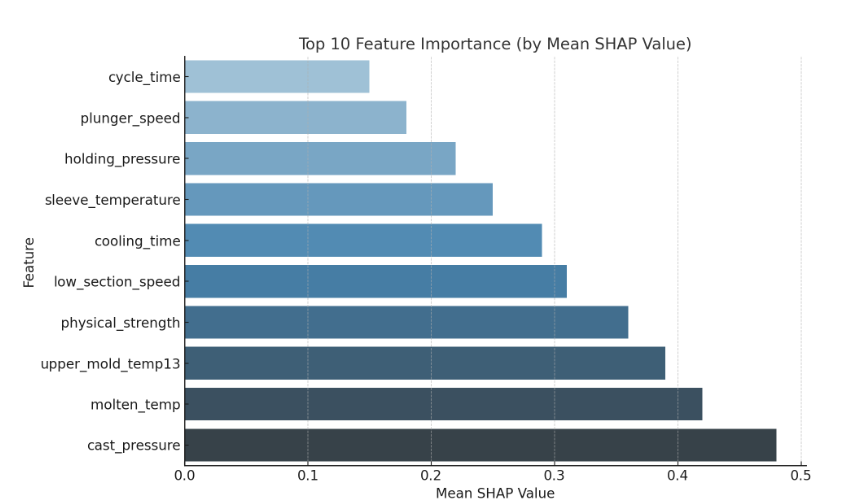 Top 10 Feature Importance (by Mean SHAP Value)
cycle_time
plunger_speed
holding_pressure
sleeve_temperature
cooling_time
low_section_speed
physical_strength
upper_mold_temp13
molten_temp
cast_pressure
Feature
0.0 0.1 0.2 0.3 0.4 0.5
Mean SHAP Value